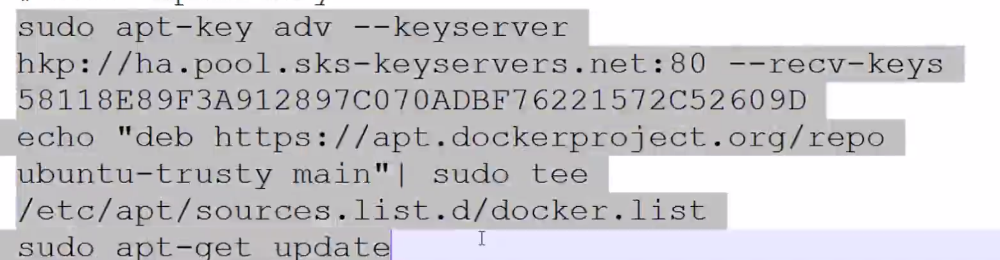 sudo apt-key adv --keyserver
hkp://ha.pool.sks-keyservers.net:80 --recv-keys
58118E89F3A912897C070ADBF76221572C52609D
echo "deb https://apt.dockerproject.org/repo
ubuntu-trusty main"| sudo tee
/etc/apt/sources.list.d/docker.list
sudo apt-get update